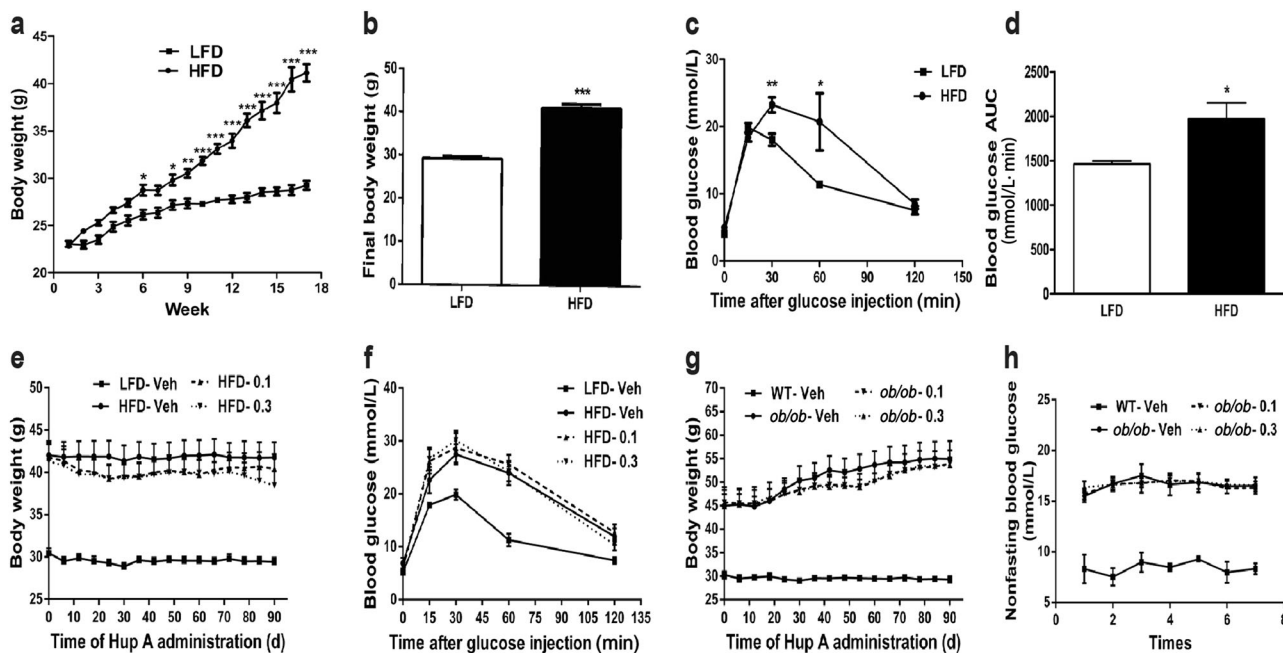 a
LFD
HFD
Body weight (g)
45
40
35
30
25
20
* * ** *** *** *** *** *** *** *** ***
0 3 6 9 12 15 18
Week
b
Final body weight (g)
50
40
30
20
10
0
***
LFD HFD
c
Blood glucose (mmol/L)
30
20
10
0
** *
LFD
HFD
0 30 60 90 120 150
Time after glucose injection (min)
d
Blood glucose AUC
(mmol/L· min)
2500
2000
1500
1000
500
0
*
LFD HFD
e
LFD- Veh HFD- 0.1
HFD- Veh HFD- 0.3
Body weight (g)
50
45
40
35
30
25
0 10 20 30 40 50 60 70 80 90
Time of Hup A administration (d)
f
LFD- Veh
HFD- Veh
HFD- 0.1
HFD- 0.3
Blood glucose (mmol/L)
40
30
20
10
0
0 15 30 45 60 75 90 105 120 135
Time after glucose injection (min)
g
WT- Veh ob/ob- 0.1
ob/ob- Veh ob/ob- 0.3
Body weight (g)
70
65
60
55
50
45
40
35
30
25
0 10 20 30 40 50 60 70 80 90
Time of Hup A administration (d)
h
WT- Veh ob/ob- 0.1
ob/ob- Veh ob/ob- 0.3
Nonfasting blood glucose
(mmol/L)
25
20
15
10
5
0 2 4 6 8
Times